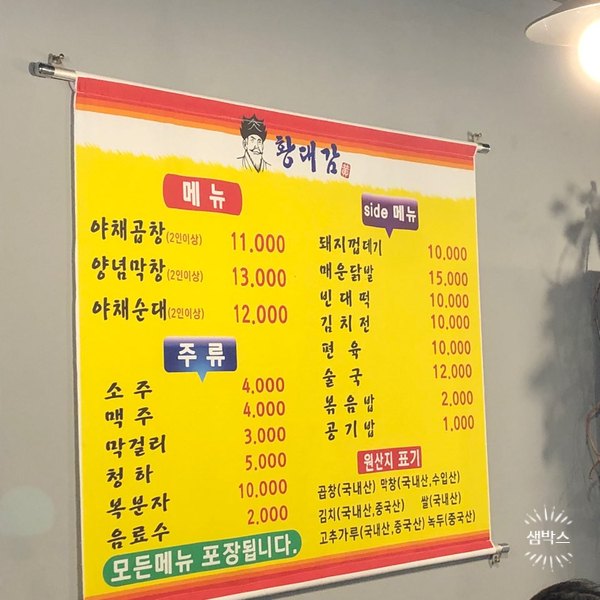 황대감
메뉴
야채곱창(2인이상) 11.000
양념막창(2인이상) 13,000
야채순대(2인이상) 12,000
주류
소주 4,000
맥주 4,000
막걸리 3,000
청하 5,000
복분자 10,000
음료수 2.000
모든메뉴 포장됩니다.
side 메뉴
돼지껍데기 10,000
매운닭발 15,000
빈대떡 10,000
김치전 10,000
편육 10,000
술국 12,000
볶음밥 2,000
공기밥 1,000
원산지 표기
곱창(국내산) 막창(국내산,수입산)
김치(국내산,중국산) 쌀(국내산)
고추가루(국내산,중국산) 녹두(중국산)
샘박스